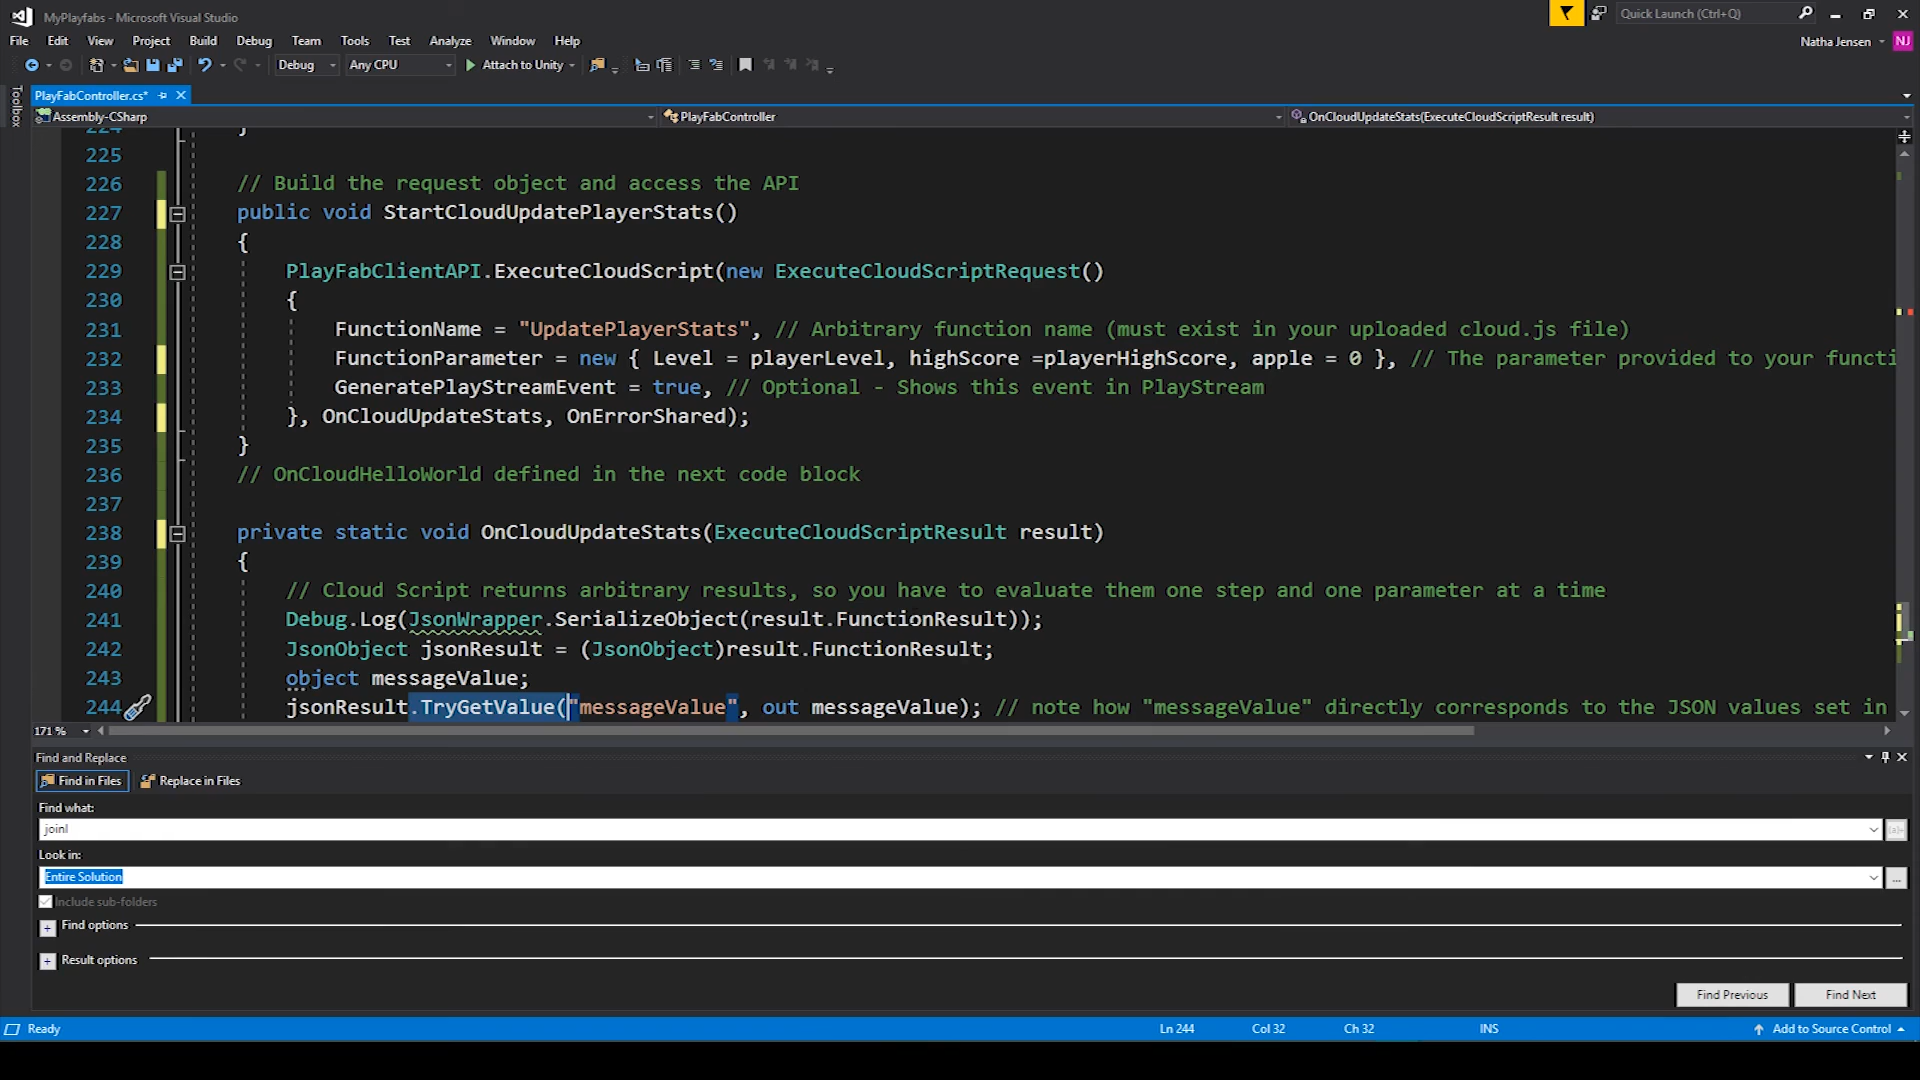 MyPlayfabs - Microsoft Visual Studio
Quick Launch (Ctrl+Q)
File Edit View Project Build Debug Team Tools Test Analyze Window Help
Natha Jensen
NJ
Debug Any CPU Attach to Unity
Toolbox
PlayFabController.cs*
Assembly-CSharp PlayFabController OnCloudUpdateStats(ExecuteCloudScriptResult result)
224 }
225
226 // Build the request object and access the API
227 public void StartCloudUpdatePlayerStats()
228 {
229 PlayFabClientAPI.ExecuteCloudScript(new ExecuteCloudScriptRequest()
230 {
231 FunctionName = "UpdatePlayerStats", // Arbitrary function name (must exist in your uploaded cloud.js file)
232 FunctionParameter = new { Level = playerLevel, highScore =playerHighScore, apple = 0 }, // The parameter provided to your functi
233 GeneratePlayStreamEvent = true, // Optional - Shows this event in PlayStream
234 }, OnCloudUpdateStats, OnErrorShared);
235 }
236 // OnCloudHelloWorld defined in the next code block
237
238 private static void OnCloudUpdateStats(ExecuteCloudScriptResult result)
239 {
240 // Cloud Script returns arbitrary results, so you have to evaluate them one step and one parameter at a time
241 Debug.Log(JsonWrapper.SerializeObject(result.FunctionResult));
242 JsonObject jsonResult = (JsonObject)result.FunctionResult;
243 object messageValue;
244 jsonResult.TryGetValue("messageValue", out messageValue); // note how "messageValue" directly corresponds to the JSON values set in
171 %
Find and Replace
Find in Files Replace in Files
Find what:
joinl
Look in:
Entire Solution
...
Include sub-folders
Find options
Result options
Find Previous Find Next
Ready Ln 244 Col 32 Ch 32 INS Add to Source Control